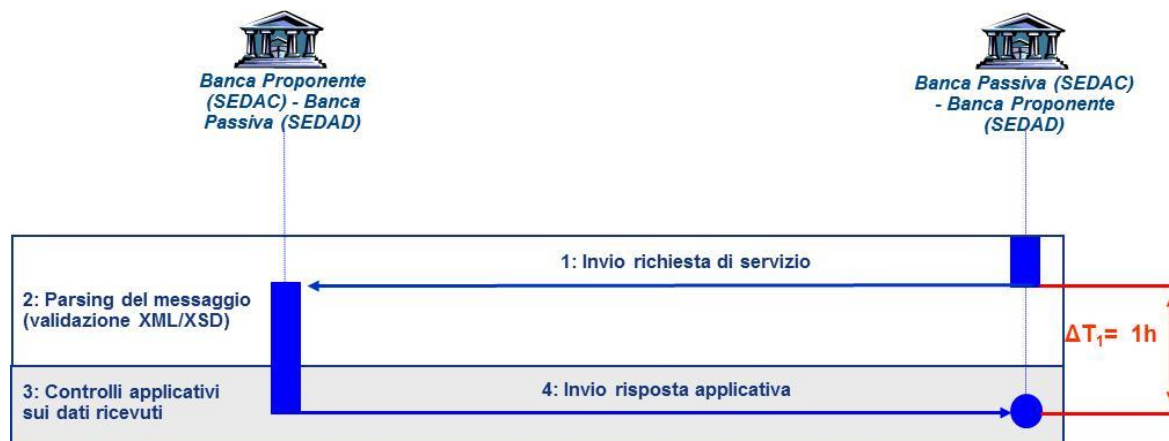 Banca Proponente
(SEDAC) - Banca
Passiva (SEDAD)
Banca Passiva (SEDAC)
- Banca Proponente
(SEDAD)
1: Invio richiesta di servizio
2: Parsing del messaggio
(validazione XML/XSD)
ΔT₁= 1h
3: Controlli applicativi
sui dati ricevuti
4: Invio risposta applicativa